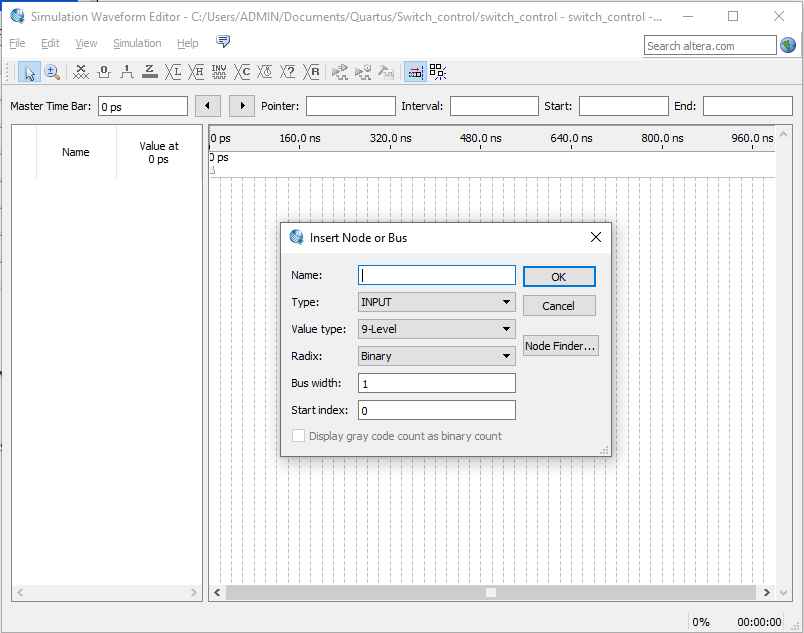 Simulation Waveform Editor - C:/Users/ADMIN/Documents/Quartus/Switch_control/switch_control - switch_control -...
File Edit View Simulation Help
Search altera.com
Master Time Bar: 0 ps Pointer: Interval: Start: End:
Name
Value at
0 ps
0 ps 160.0 ns 320.0 ns 480.0 ns 640.0 ns 800.0 ns 960.0 ns
0 ps
Insert Node or Bus
Name:
OK
Type: INPUT
Cancel
Value type: 9-Level
Node Finder...
Radix: Binary
Bus width: 1
Start index: 0
Display gray code count as binary count
0% 00:00:00